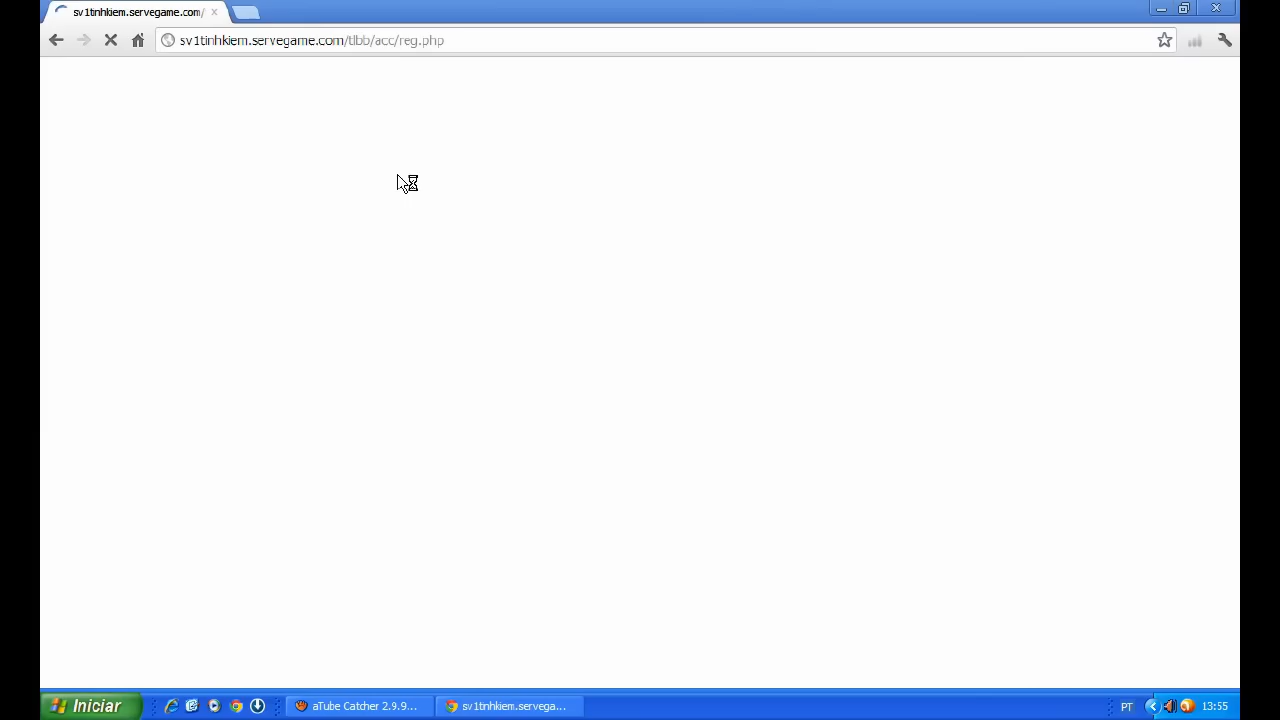 sv1tinhkiem.servegame.com/
sv1tinhkiem.servegame.com/tlbb/acc/reg.php
Iniciar
aTube Catcher 2.9.9...
sv1tinhkiem.servega...
PT
13:55